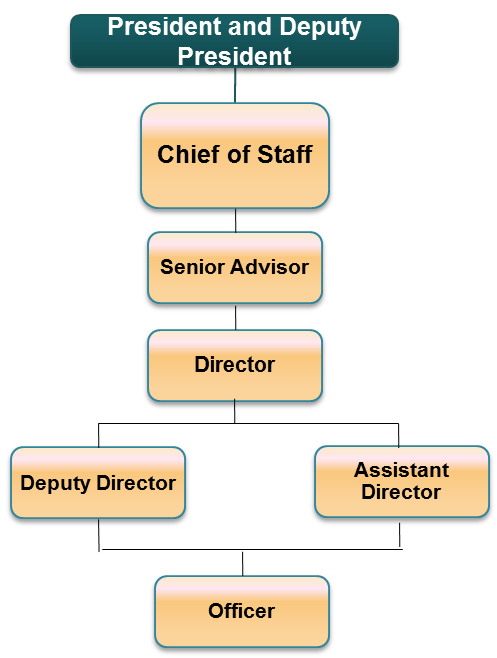 President and Deputy
President
Chief of Staff
Senior Advisor
Director
Deputy Director
Assistant
Director
Officer